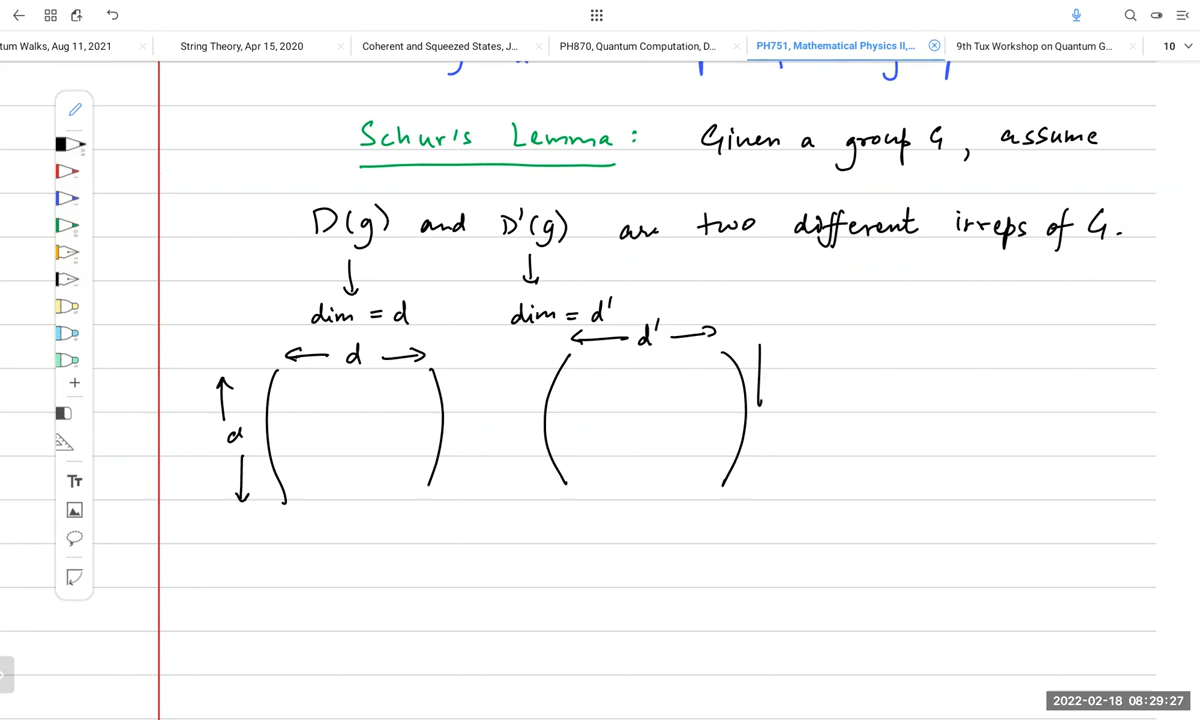 tum Walks, Aug 11, 2021 String Theory, Apr 15, 2020 Coherent and Squeezed States, J... PH870, Quantum Computation, D... PH751, Mathematical Physics II,... 9th Tux Workshop on Quantum G... 10
Schur's Lemma : Given a group G, assume
D(g) and D'(g) are two different irreps of G.
dim = d dim = d'
d d'
d
Tт
2022-02-18 08:29:27